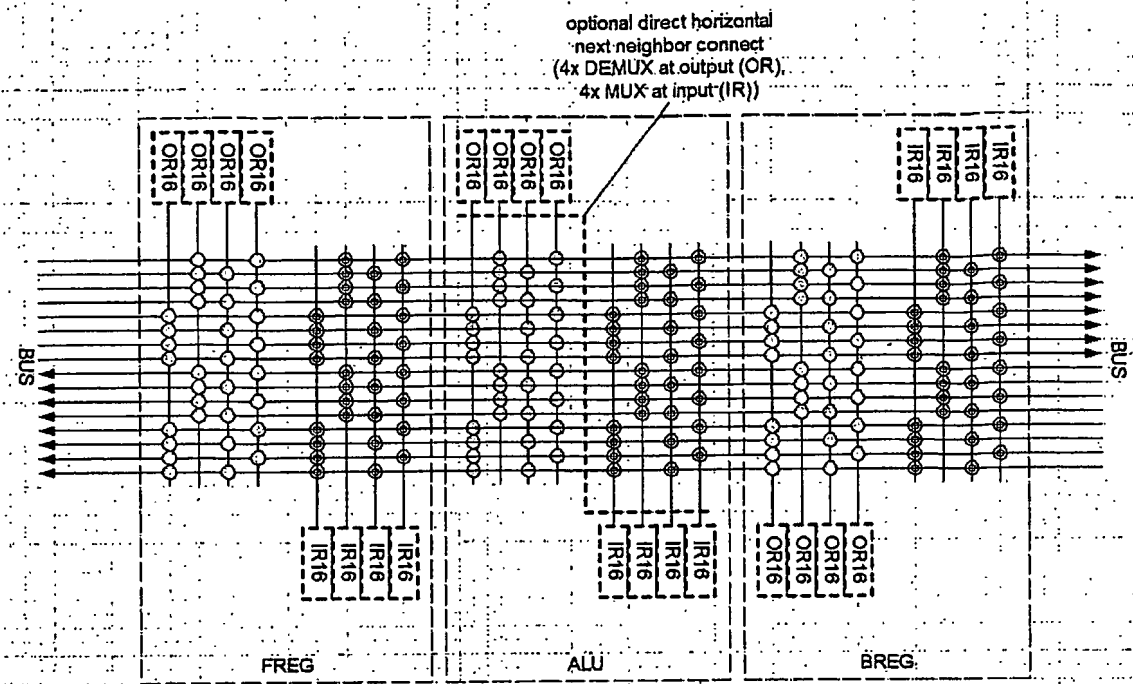 optional direct horizontal
next neighbor connect
(4x DEMUX at output (OR),
4x MUX at input (IR))
OR16 OR16 OR16 OR16
OR16 OR16 OR16 OR16
IR16 IR16 IR16 IR16
BUS
BUS
IR16 IR16 IR16 IR16
IR16 IR16 IR16 IR16
OR16 OR16 OR16 OR16
FREG
ALU
BREG